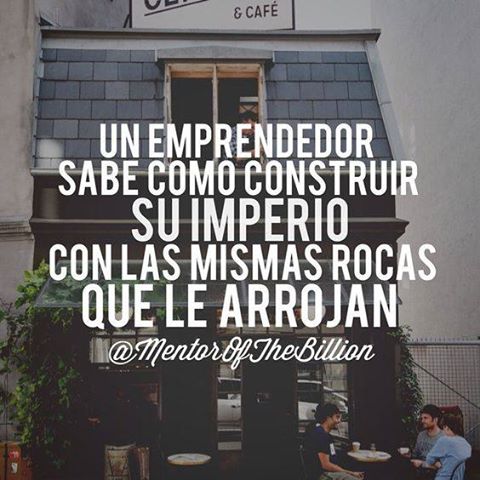 & CAFÉ
UN EMPRENDEDOR
SABE COMO CONSTRUIR
SU IMPERIO
CON LAS MISMAS ROCAS
QUE LE ARROJAN
@MentorOfTheBillion